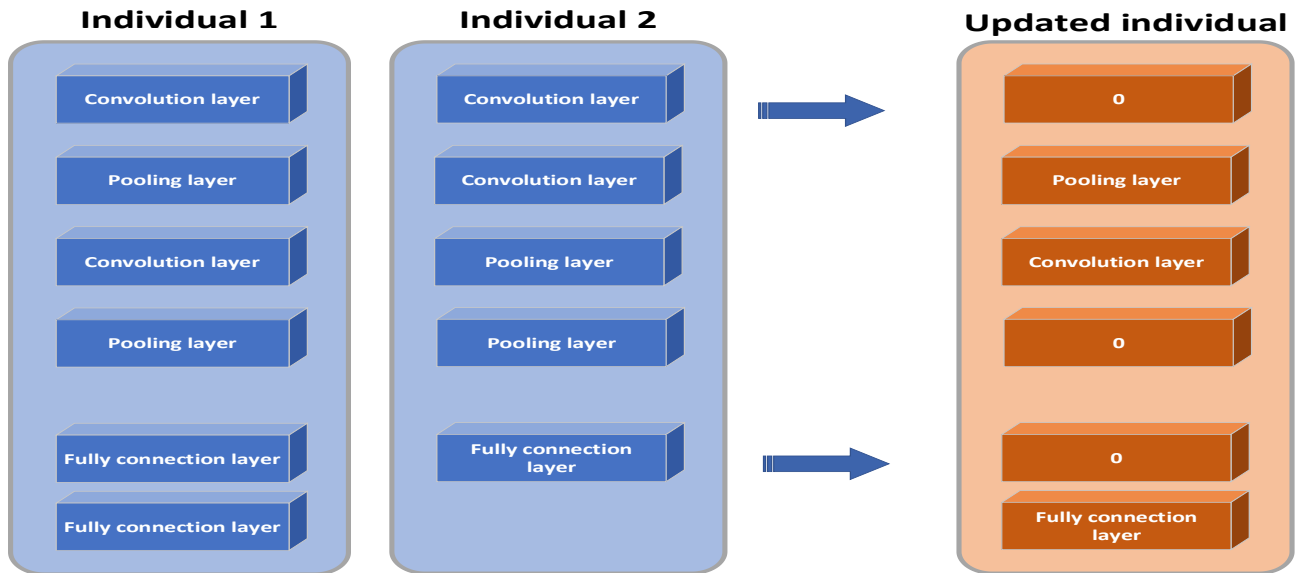 Individual 1
Convolution layer
Pooling layer
Convolution layer
Pooling layer
Fully connection layer
Fully connection layer
Individual 2
Convolution layer
Convolution layer
Pooling layer
Pooling layer
Fully connection
layer
Updated individual
0
Pooling layer
Convolution layer
0
0
Fully connection
layer